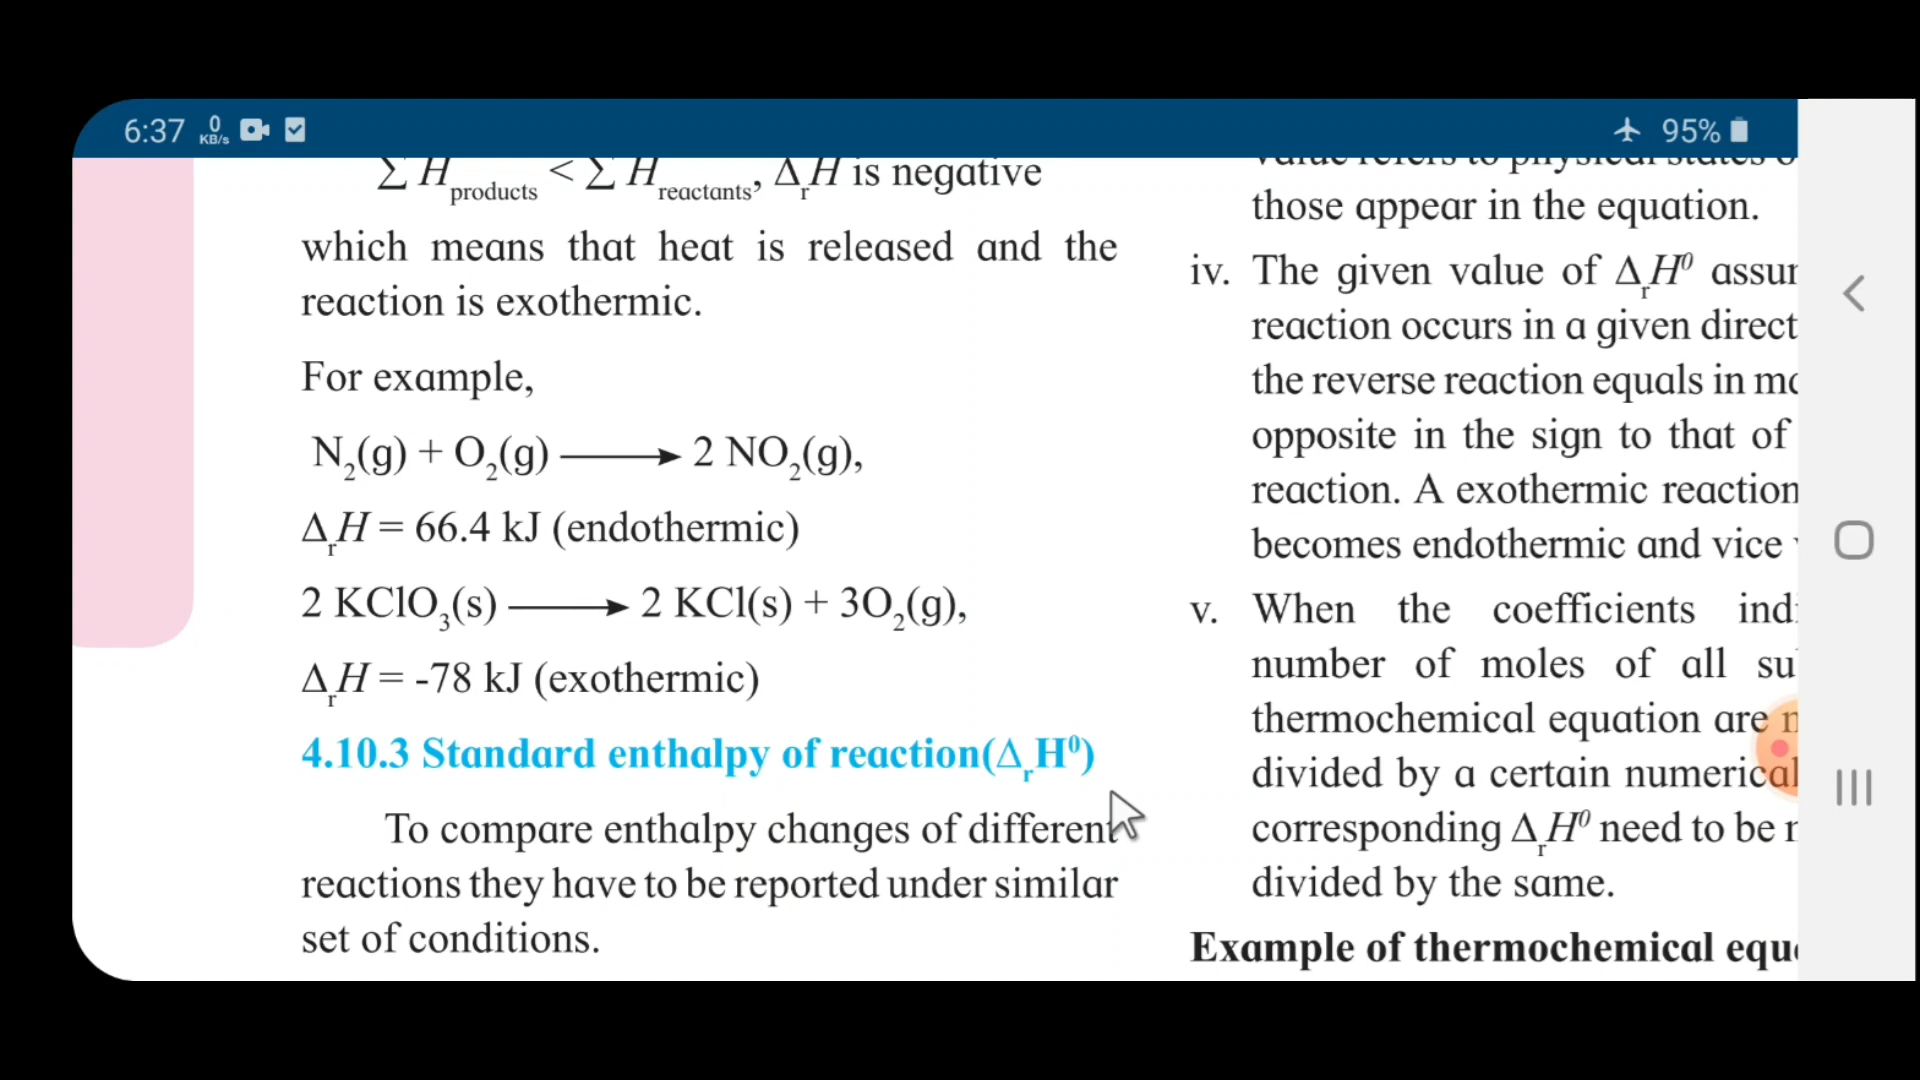 6:37 0 KB/s 95%
∑ H products < ∑ H reactants, ΔrH is negative
which means that heat is released and the
reaction is exothermic.
For example,
N₂(g) + O₂(g) ⟶ 2 NO₂(g),
ΔrH = 66.4 kJ (endothermic)
2 KClO₃(s) ⟶ 2 KCl(s) + 3O₂(g),
ΔrH = -78 kJ (exothermic)
4.10.3 Standard enthalpy of reaction(ΔrH⁰)
To compare enthalpy changes of different
reactions they have to be reported under similar
set of conditions.
value refers to physical states
those appear in the equation.
iv. The given value of ΔrH⁰
reaction occurs in a given
the reverse reaction equals in
opposite in the sign to that of
reaction. A exothermic reaction
becomes endothermic and vice
v. When the coefficients
number of moles of all
thermochemical equation are
divided by a certain numerical
corresponding ΔrH⁰ need to be
divided by the same.
Example of thermochemical